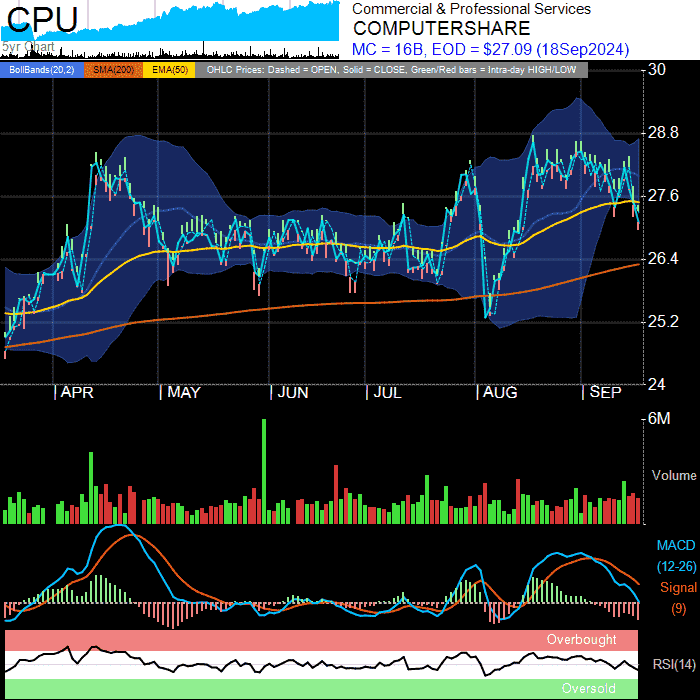 CPU
5yr Chart
Commercial & Professional Services
COMPUTERSHARE
MC = 16B, EOD = $27.09 (18Sep2024)
BollBands(20,2) SMA(200) EMA(50) OHLC Prices: Dashed = OPEN, Solid = CLOSE, Green/Red bars = Intra-day HIGH/LOW
30
28.8
27.6
26.4
25.2
24
APR MAY JUN JUL AUG SEP
6M
Volume
MACD
(12-26)
Signal
(9)
Overbought
RSI(14)
Oversold